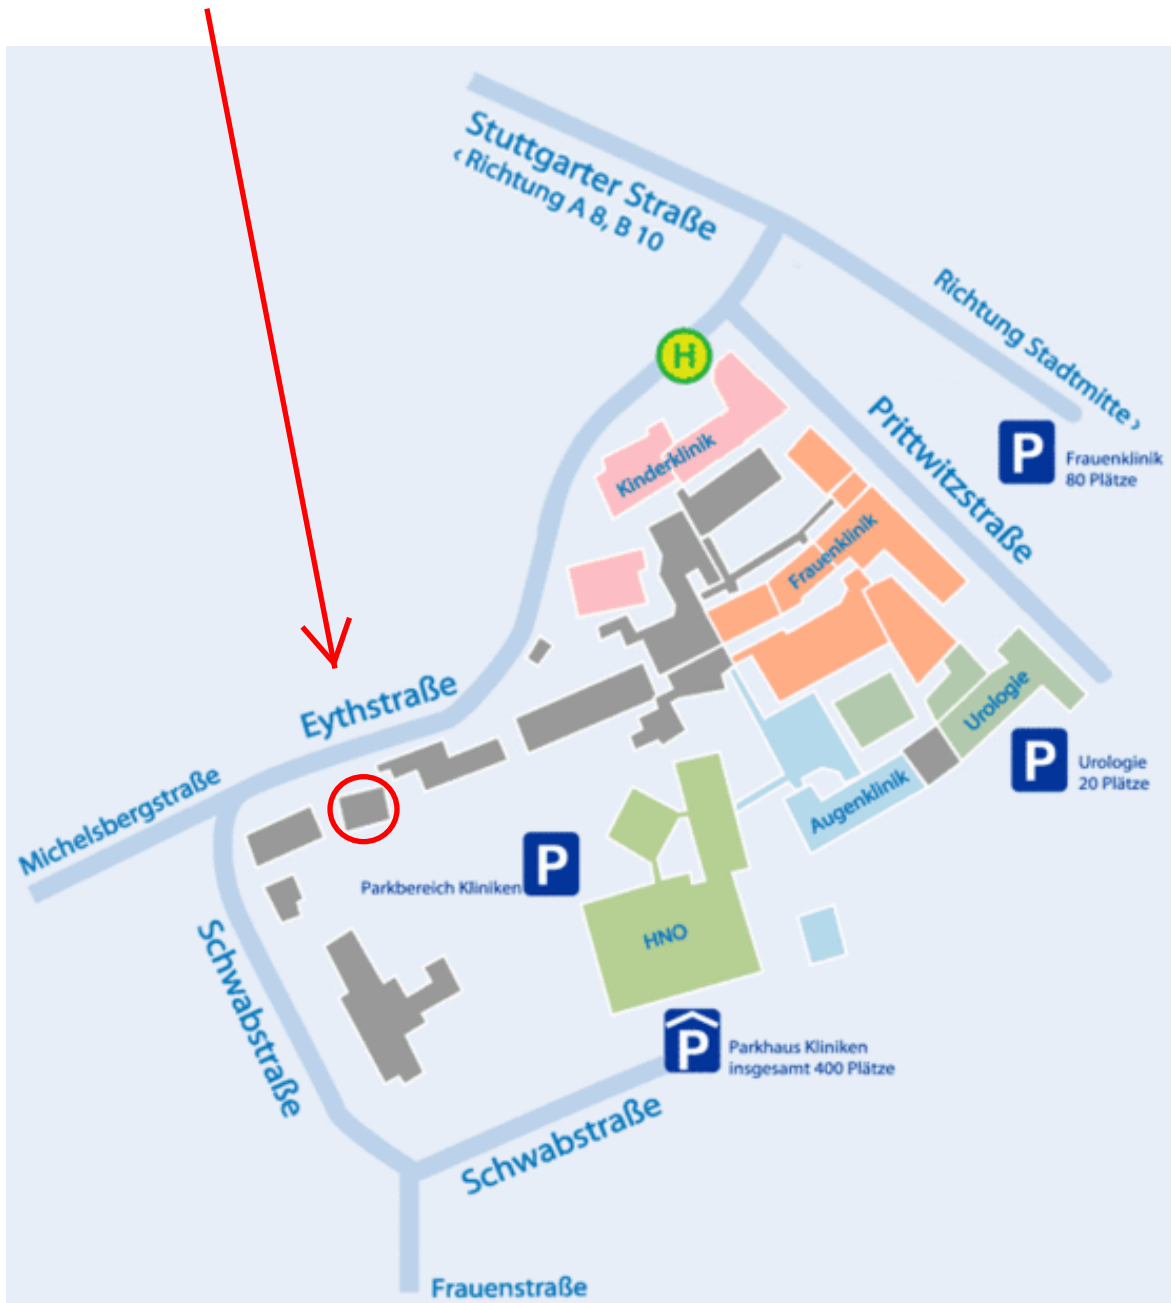 Stuttgarter Straße
‹ Richtung A 8, B 10
Richtung Stadtmitte ›
H
Prittwitzstraße
P
Frauenklinik
80 Plätze
Kinderklinik
Frauenklinik
Eythstraße
Urologie
P
Urologie
20 Plätze
Michelsbergstraße
Augenklinik
P
Parkbereich Kliniken
HNO
Schwabstraße
P
Parkhaus Kliniken
insgesamt 400 Plätze
Schwabstraße
Frauenstraße